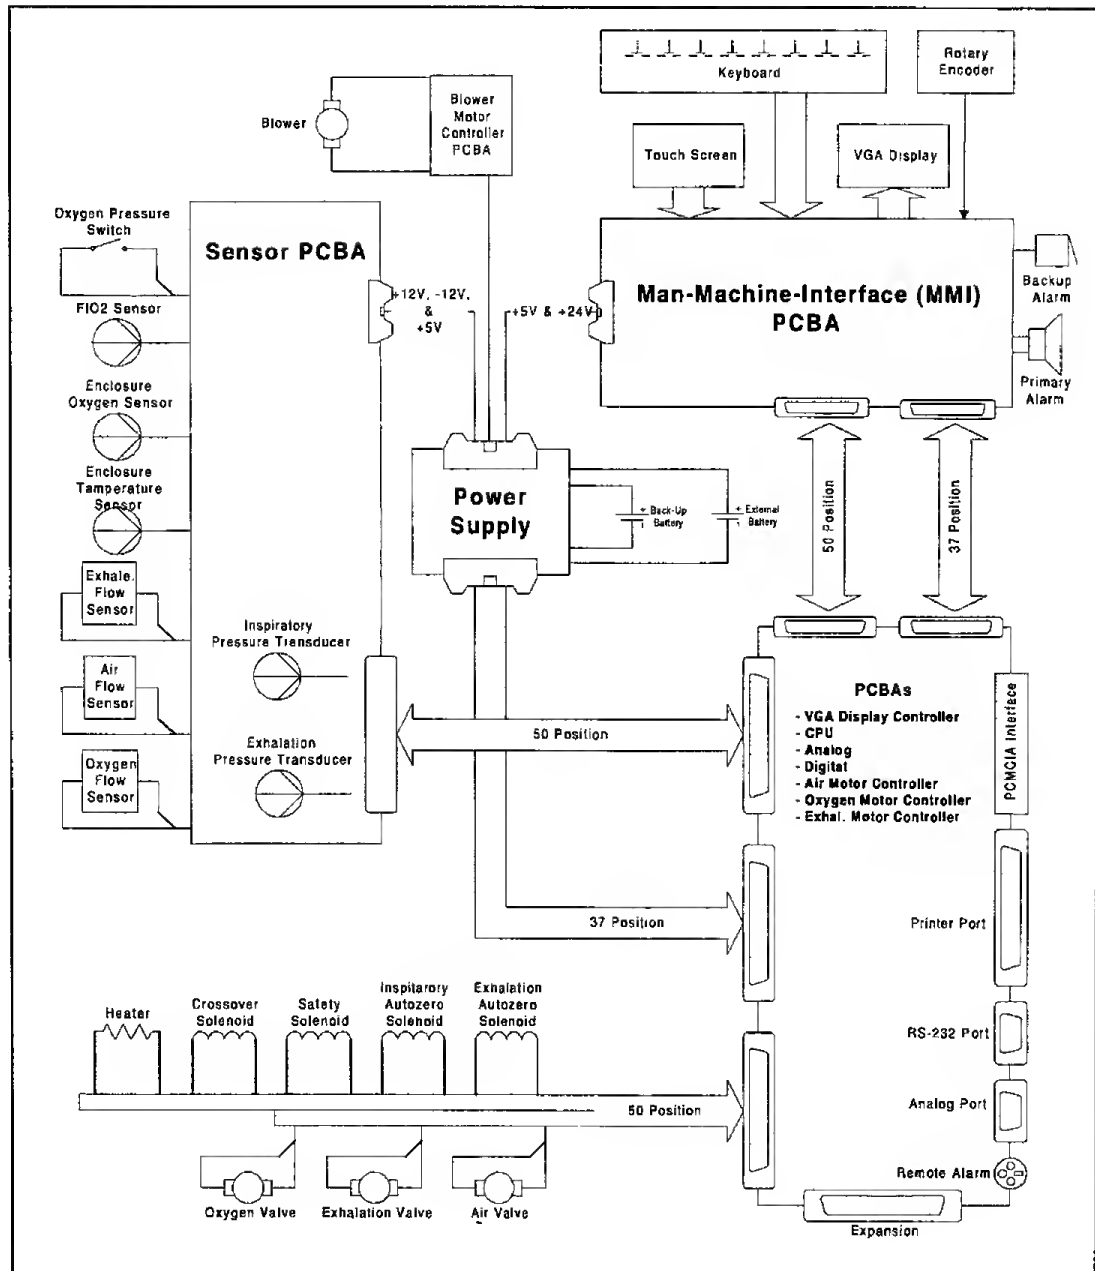 Keyboard
Rotary
Encoder
Blower
Blower
Motor
Controller
PCBA
Touch Screen
VGA Display
Oxygen Pressure
Switch
Sensor PCBA
FIO2 Sensor
Enclosure
Oxygen Sensor
Enclosure
Tamperature
Sensor
Exhale.
Flow
Sensor
Air
Flow
Sensor
Oxygen
Flow
Sensor
Inspiratory
Pressure Transducer
Exhalation
Pressure Transducer
+12V, -12V,
&
+5V
+5V & +24V
Man-Machine-Interface (MMI)
PCBA
Backup
Alarm
Primary
Alarm
Power
Supply
+ Back-Up
Battery
+ External
Battery
50 Position
37 Position
50 Position
37 Position
PCBAs
- VGA Display Controller
- CPU
- Analog
- Digital
- Air Motor Controller
- Oxygen Motor Controller
- Exhal. Motor Controller
PCMCIA Interface
Printer Port
RS-232 Port
Analog Port
Remote Alarm
Expansion
Heater
Crossover
Solenoid
Safety
Solenoid
Inspitarory
Autozero
Solenoid
Exhalation
Autozero
Solenoid
50 Position
Oxygen Valve
Exhalation Valve
Air Valve